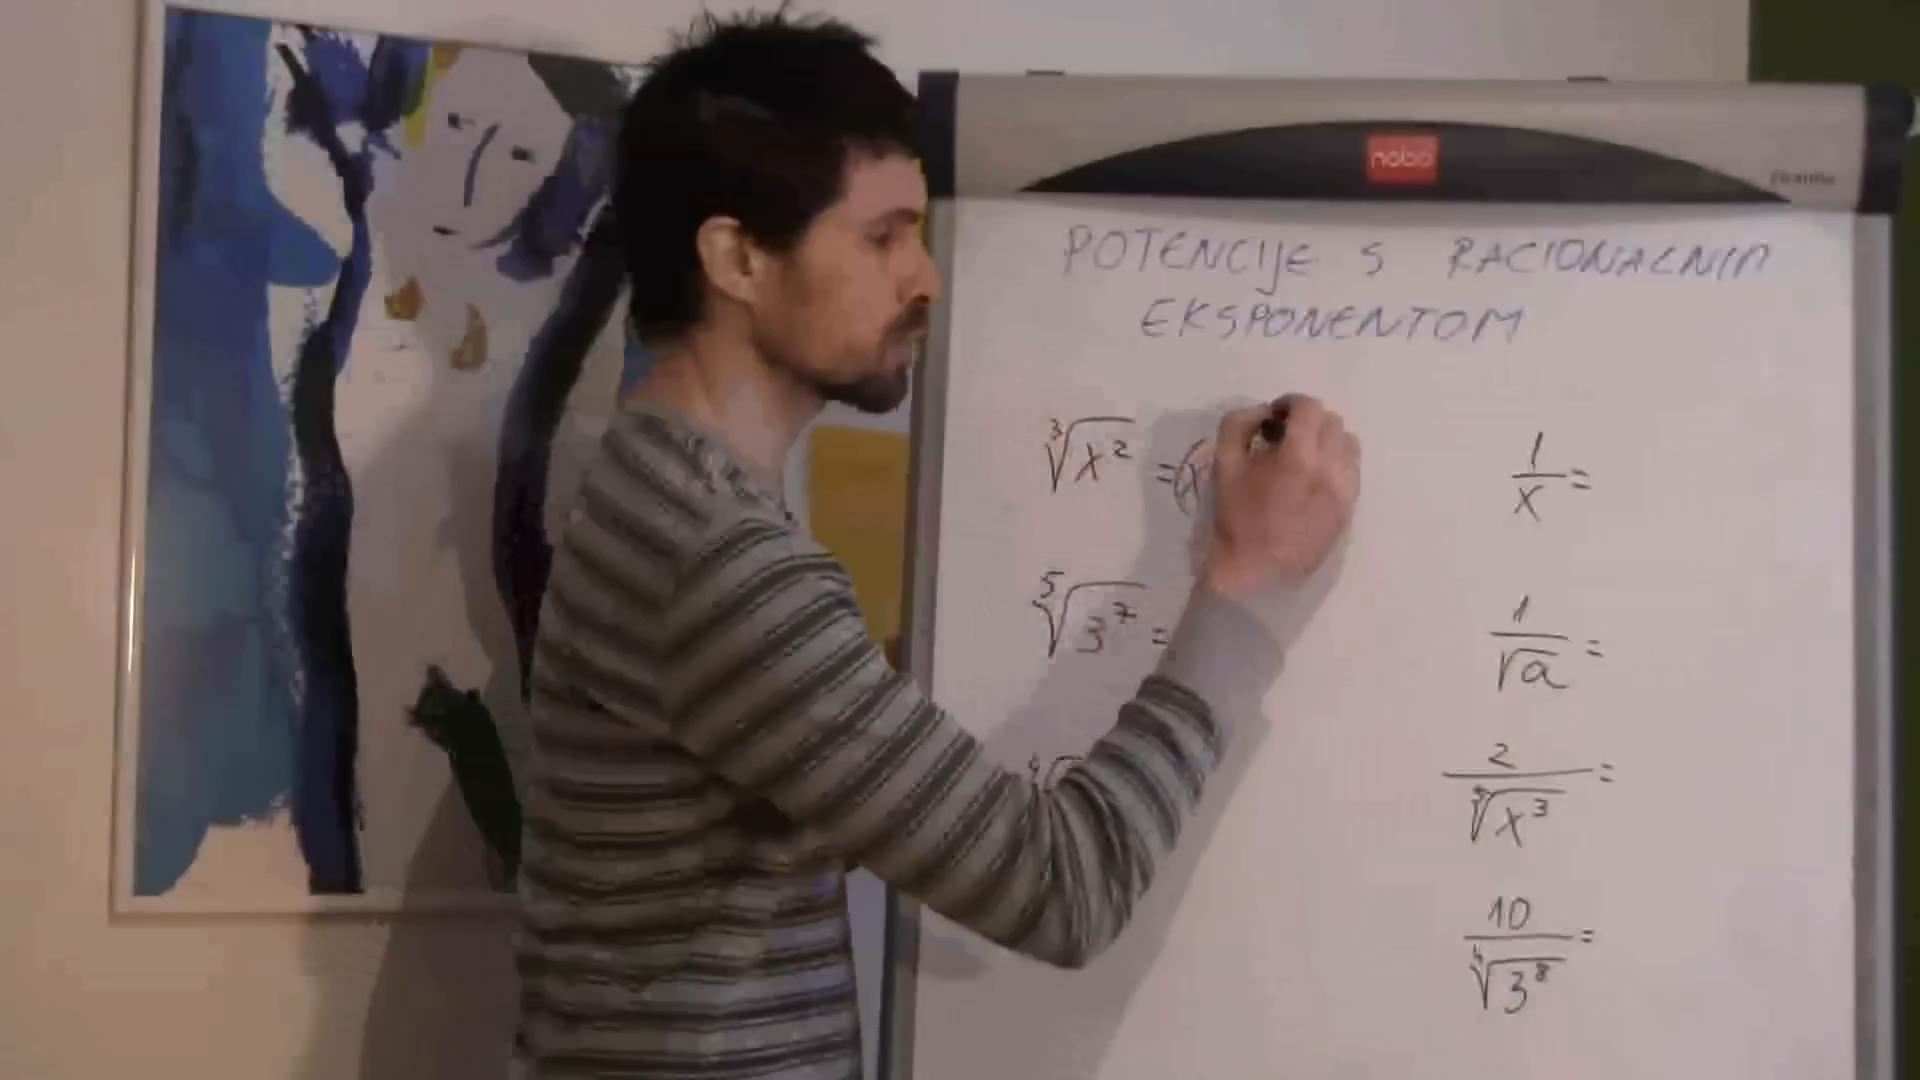 nobo
POTENCIJE S RACIONALNIM
EKSPONENTOM
∛x² = (x
⁵√3⁷ =
⁴√
1/x =
1/√a =
2/√x³ =
10/⁴√3⁸ =